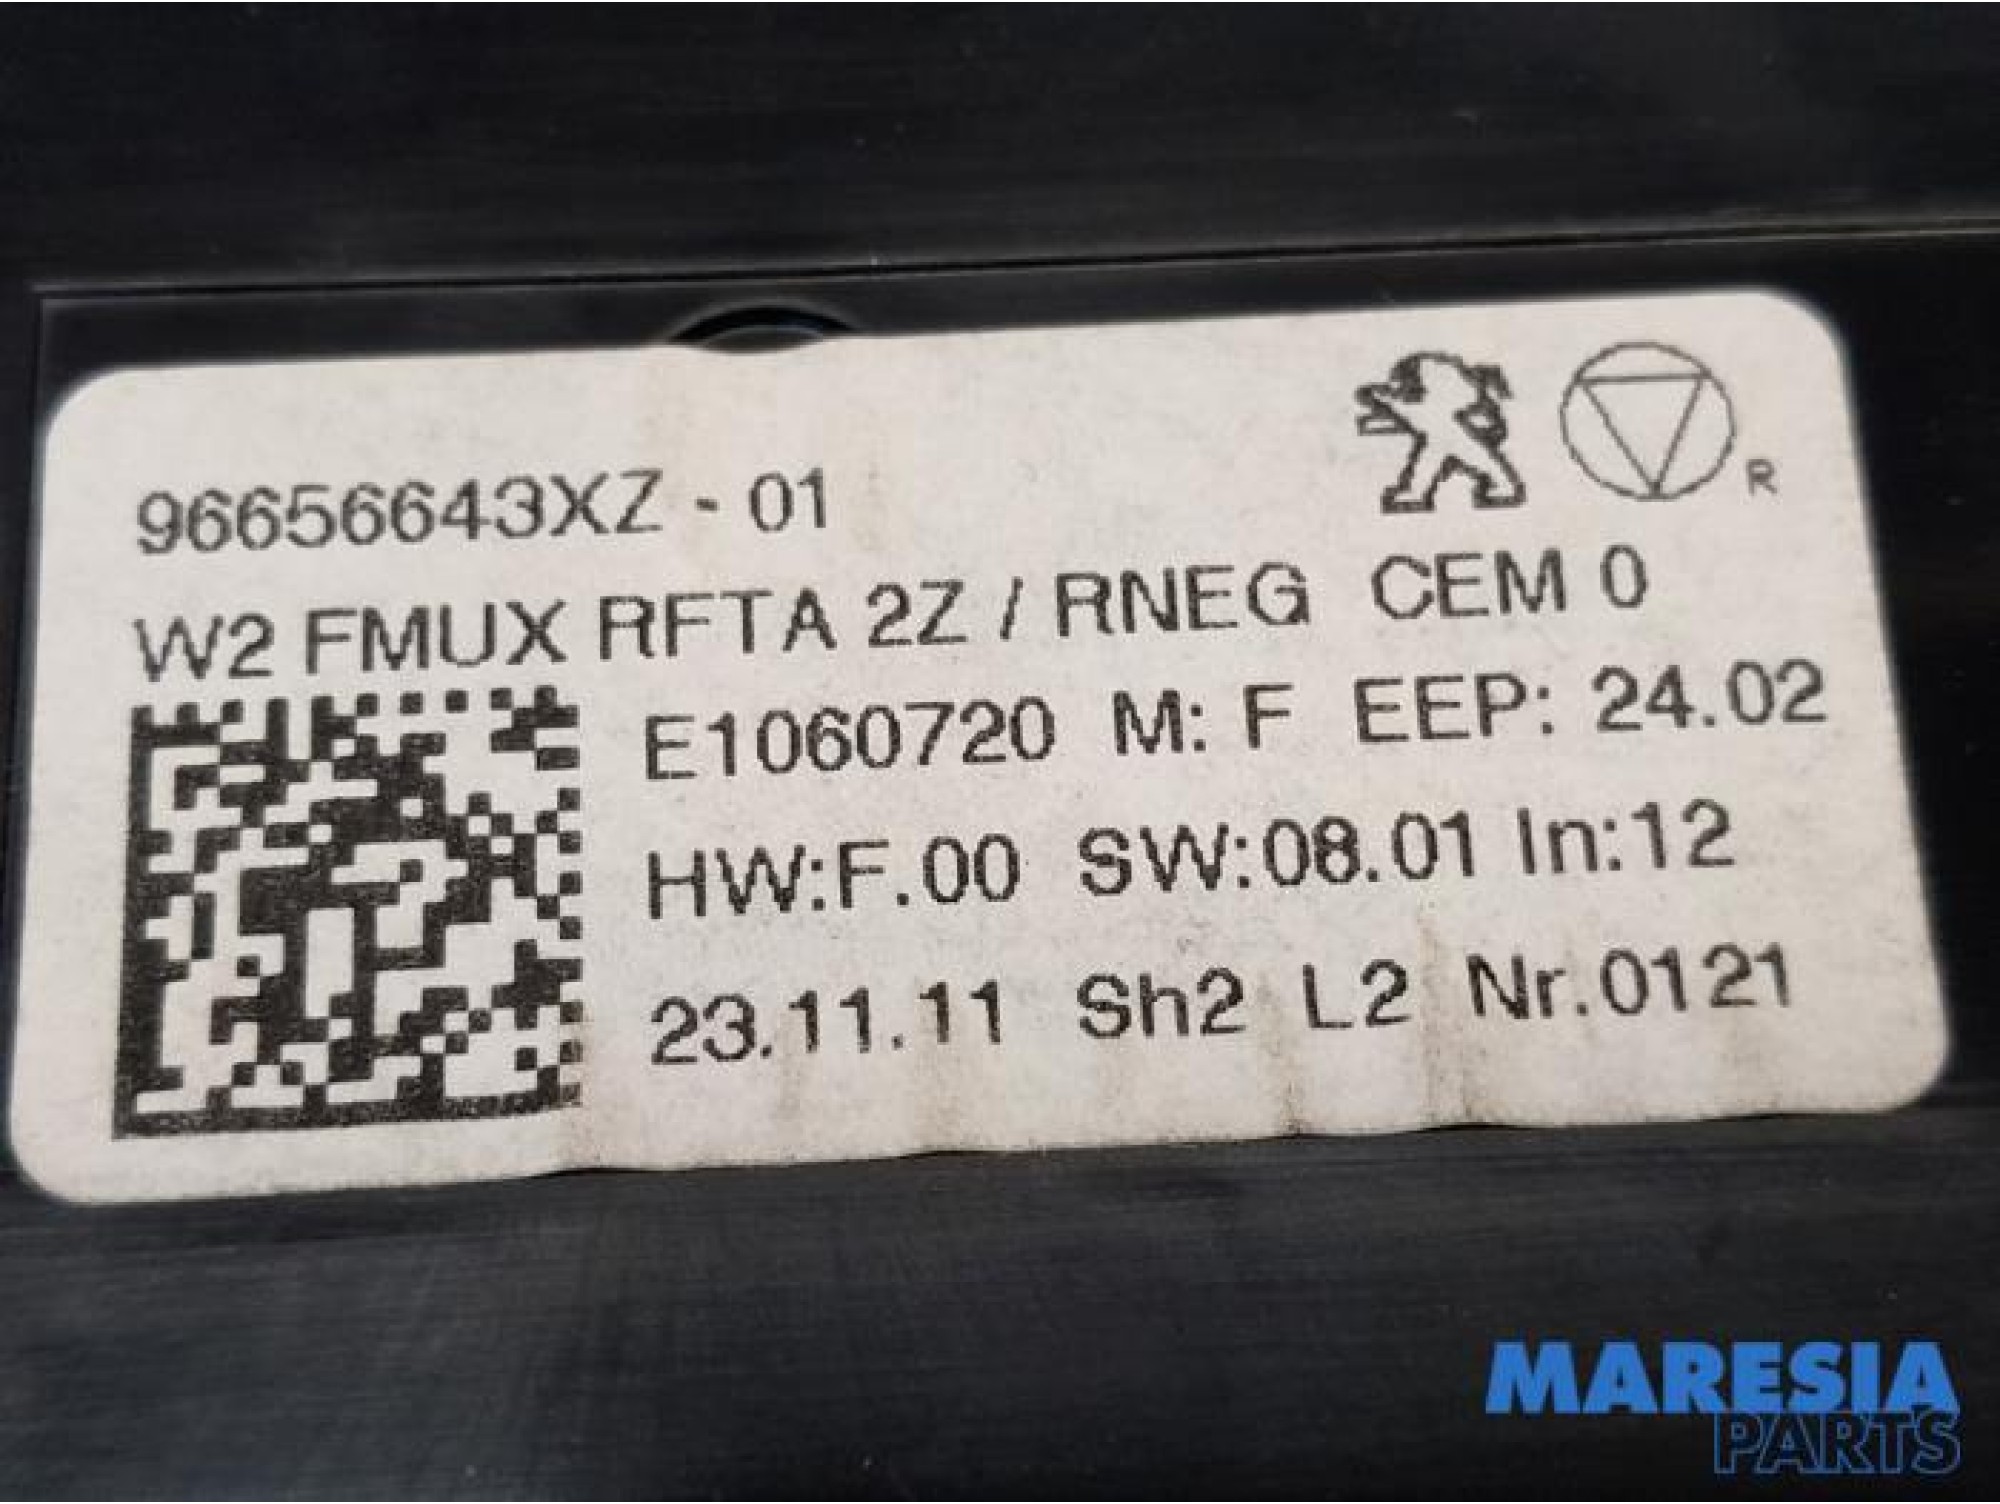 96656643XZ - 01
W2 FMUX RFTA 2Z / RNEG CEM 0
E1060720 M: F EEP: 24.02
HW:F.00 SW:08.01 In:12
23.11.11 Sh2 L2 Nr.0121
R
MARESIA
PARTS